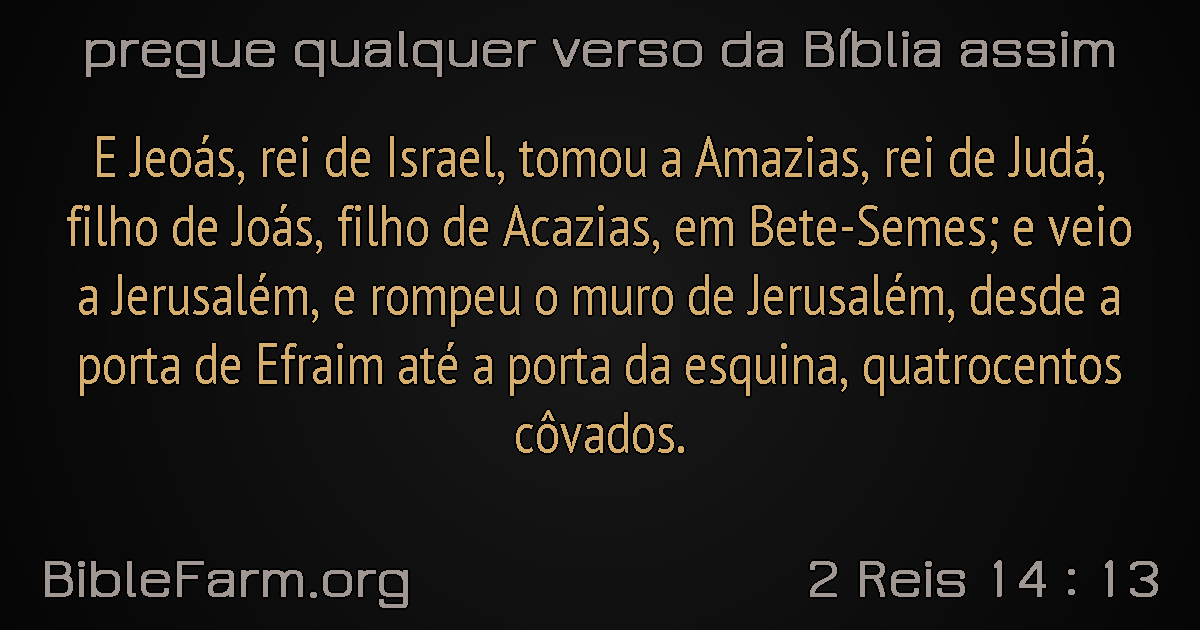 pregue qualquer verso da Bíblia assim
E Jeoás, rei de Israel, tomou a Amazias, rei de Judá,
filho de Joás, filho de Acazias, em Bete-Semes; e veio
a Jerusalém, e rompeu o muro de Jerusalém, desde a
porta de Efraim até a porta da esquina, quatrocentos
côvados.
BibleFarm.org
2 Reis 14 : 13